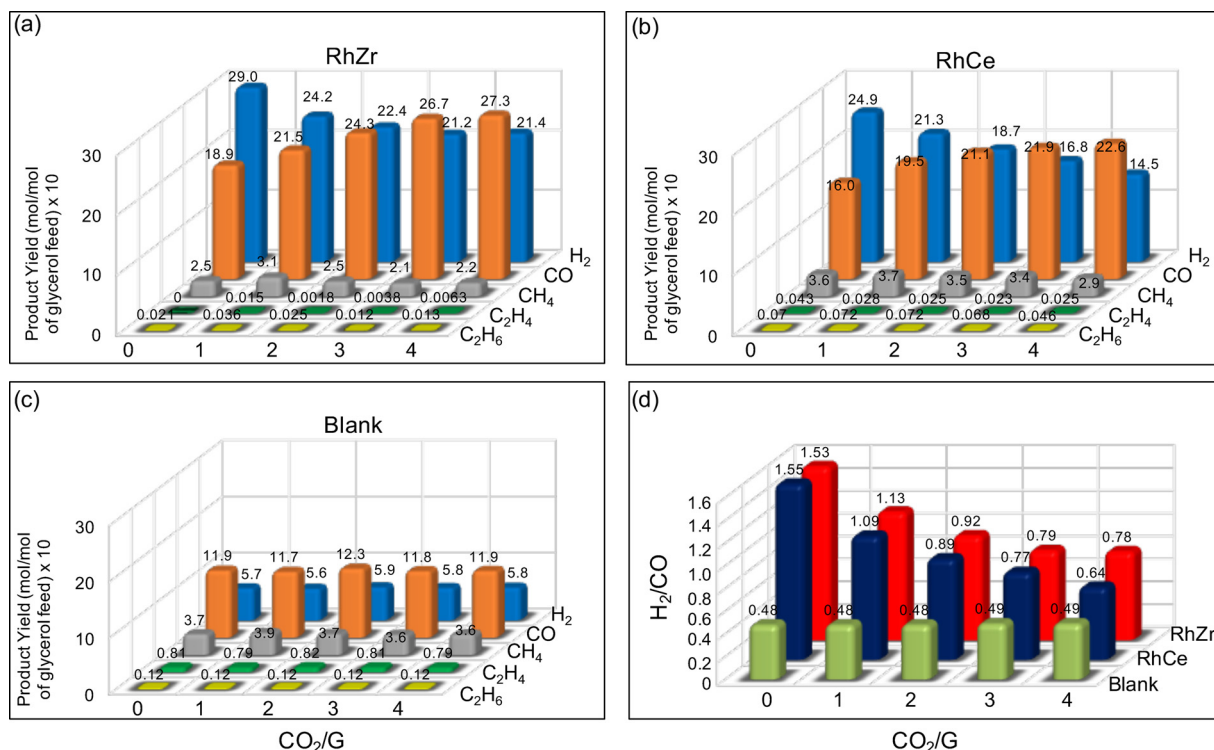 (a)
RhZr
Product Yield (mol/mol
of glycerol feed) x 10
30
20
10
0
29.0 24.2 22.4 21.2 21.4
18.9 21.5 24.3 26.7 27.3
2.5 3.1 2.5 2.1 2.2
0 0.015 0.0018 0.0038 0.0063
0.021 0.036 0.025 0.012 0.013
H2
CO
CH4
C2H4
C2H6
0 1 2 3 4
(b)
RhCe
Product Yield (mol/mol
of glycerol feed) x 10
30
20
10
0
24.9 21.3 18.7 16.8 14.5
16.0 19.5 21.1 21.9 22.6
3.6 3.7 3.5 3.4 2.9
0.043 0.028 0.025 0.023 0.025
0.07 0.072 0.072 0.068 0.046
H2
CO
CH4
C2H4
C2H6
0 1 2 3 4
(c)
Blank
Product Yield (mol/mol
of glycerol feed) x 10
30
20
10
0
11.9 11.7 12.3 11.8 11.9
5.7 5.6 5.9 5.8 5.8
3.7 3.9 3.7 3.6 3.6
0.81 0.79 0.82 0.81 0.79
0.12 0.12 0.12 0.12 0.12
H2
CO
CH4
C2H4
C2H6
0 1 2 3 4
CO2/G
(d)
H2/CO
1.6
1.4
1.2
1.0
0.8
0.6
0.4
0.2
0
1.53 1.13 0.92 0.79 0.78
1.55 1.09 0.89 0.77 0.64
0.48 0.48 0.48 0.49 0.49
RhZr
RhCe
Blank
0 1 2 3 4
CO2/G